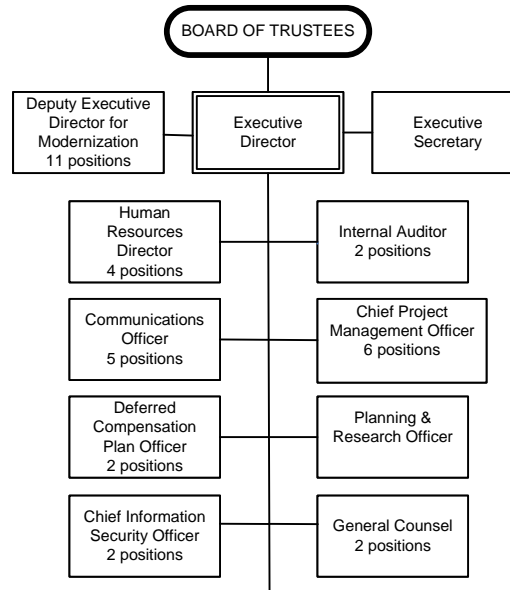 BOARD OF TRUSTEES
Deputy Executive
Director for
Modernization
11 positions
Executive
Director
Executive
Secretary
Human
Resources
Director
4 positions
Internal Auditor
2 positions
Communications
Officer
5 positions
Chief Project
Management Officer
6 positions
Deferred
Compensation
Plan Officer
2 positions
Planning &
Research Officer
Chief Information
Security Officer
2 positions
General Counsel
2 positions